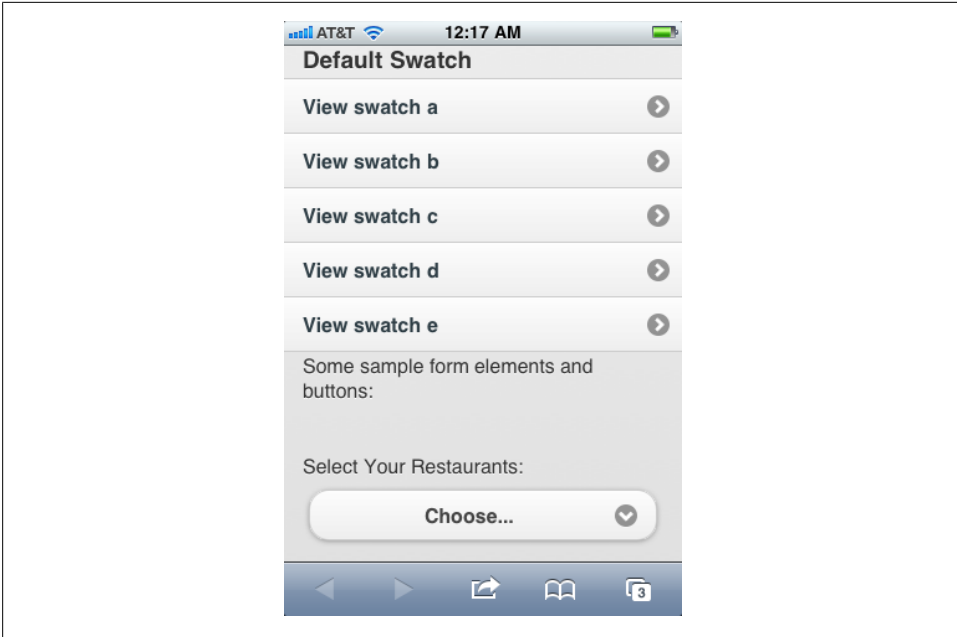 AT&T 12:17 AM
Default Swatch
View swatch a
View swatch b
View swatch c
View swatch d
View swatch e
Some sample form elements and
buttons:
Select Your Restaurants:
Choose...
3